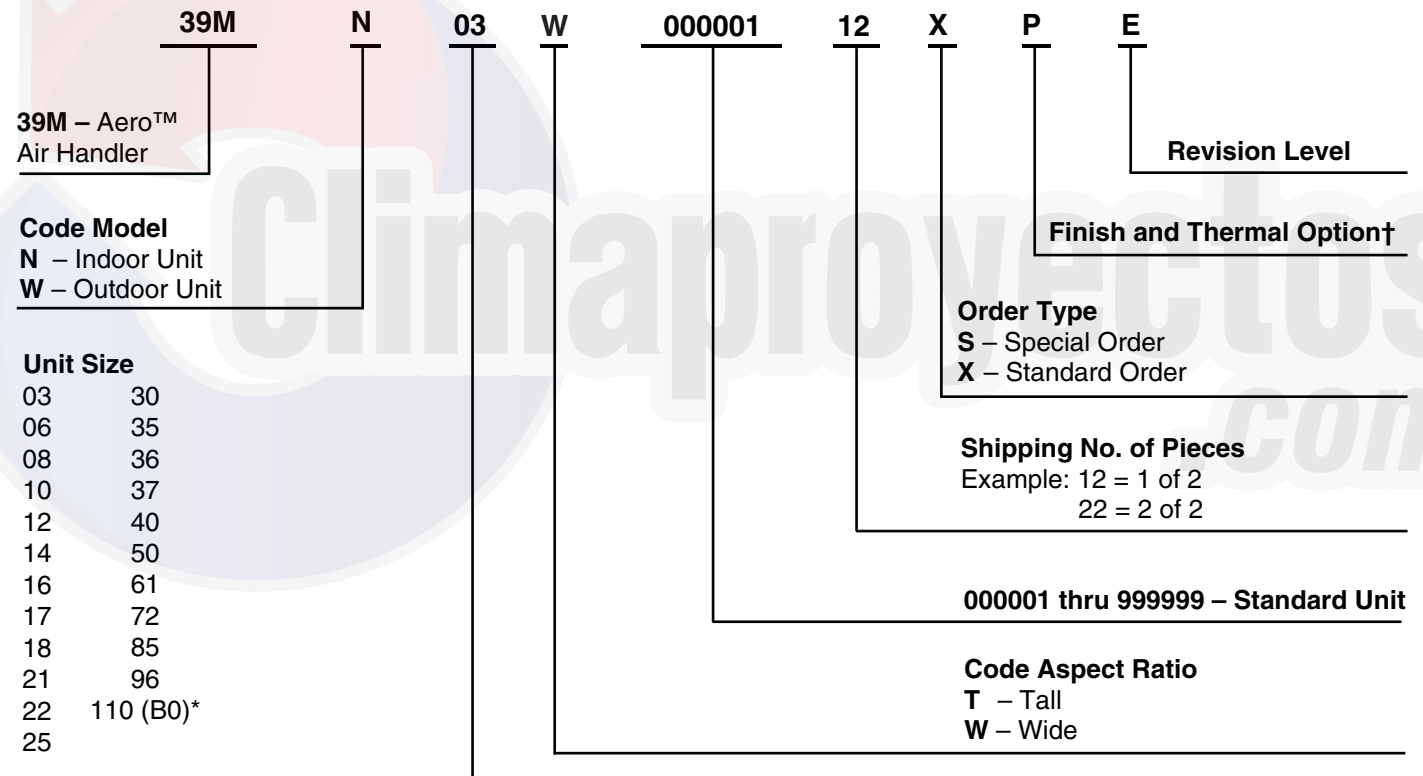 39M N 03 W 000001 12 X P E
39M – Aero™
Air Handler
Code Model
N – Indoor Unit
W – Outdoor Unit
Unit Size
03 30
06 35
08 36
10 37
12 40
14 50
16 61
17 72
18 85
21 96
22 110 (B0)*
25
Revision Level
Finish and Thermal Option†
Order Type
S – Special Order
X – Standard Order
Shipping No. of Pieces
Example: 12 = 1 of 2
22 = 2 of 2
000001 thru 999999 – Standard Unit
Code Aspect Ratio
T – Tall
W – Wide
Climaproyectos
.com